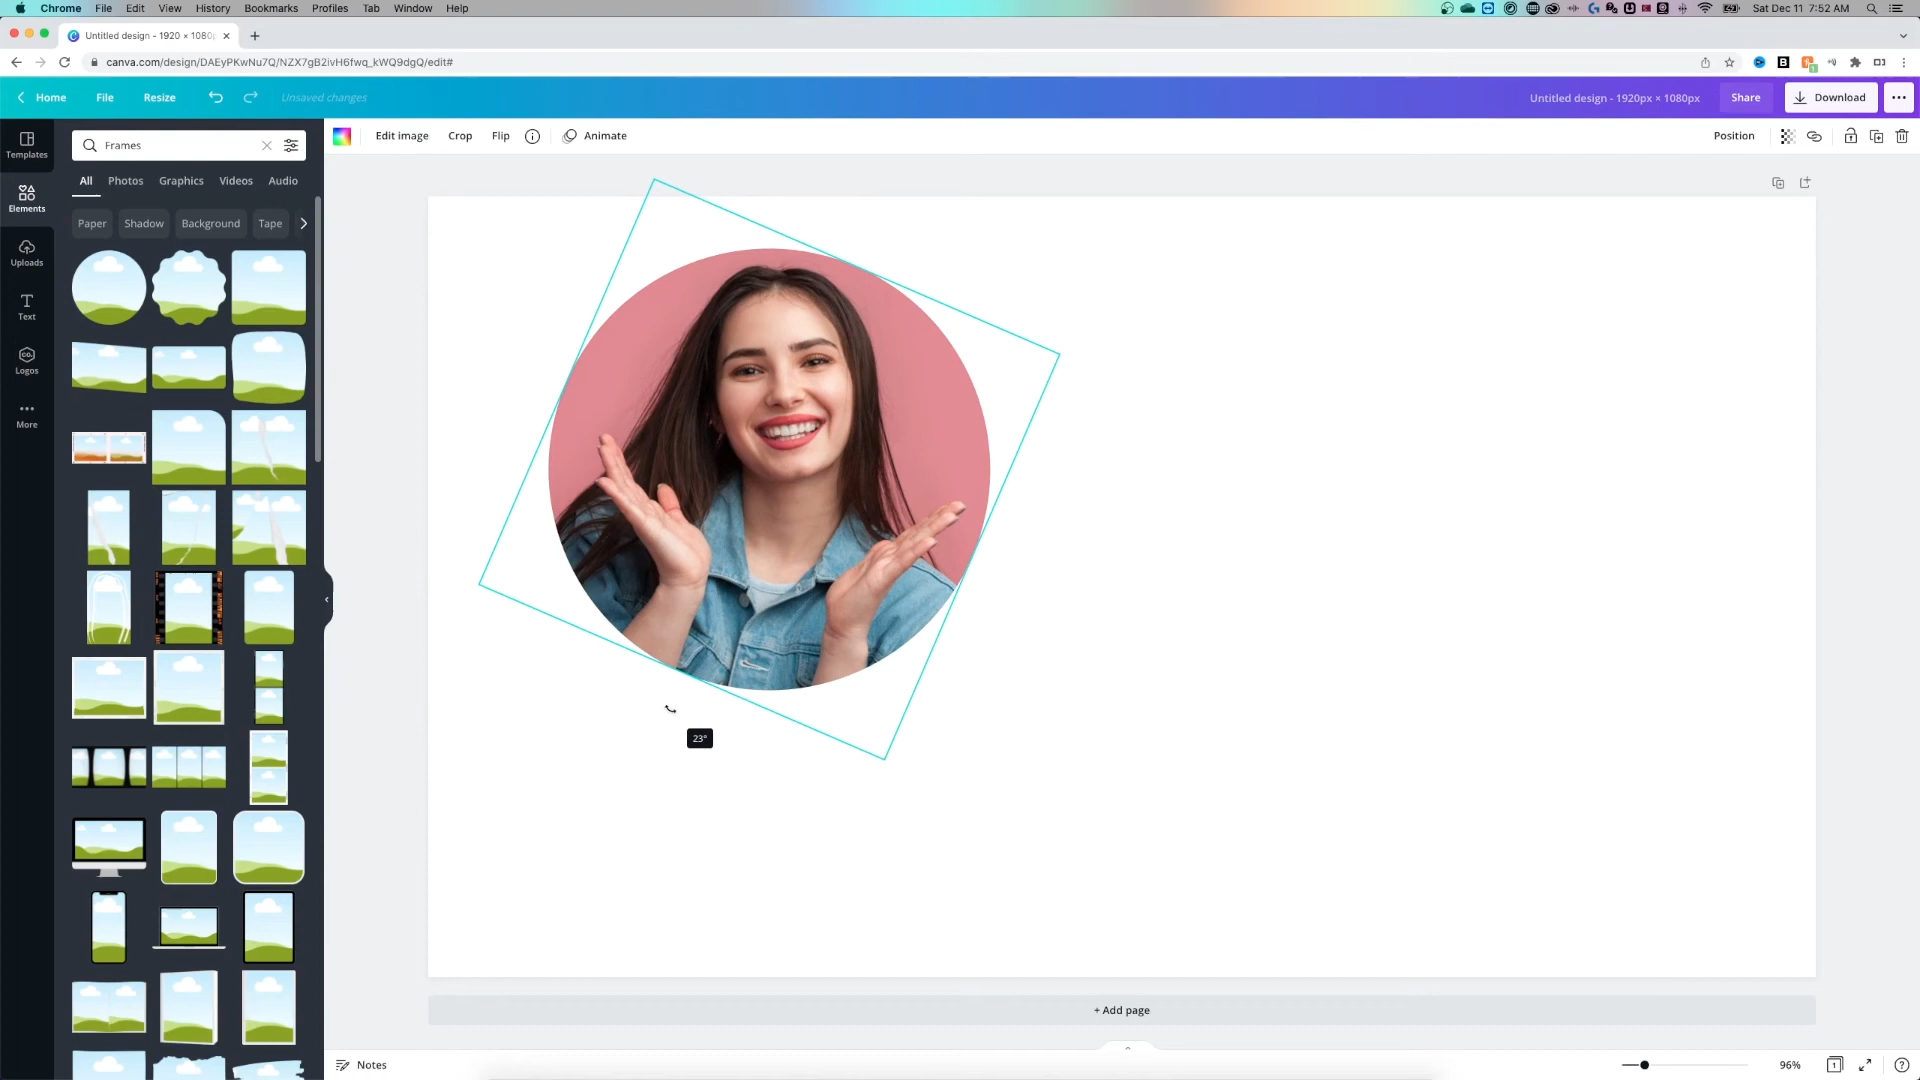 Chrome File Edit View History Bookmarks Profiles Tab Window Help
Sat Dec 11 7:52 AM
Untitled design - 1920 × 1080p
canva.com/design/DAEyPKwNu7Q/NZX7gB2ivH6fwq_kWQ9dgQ/edit#
Home File Resize Unsaved changes
Untitled design - 1920px × 1080px Share Download
Templates
Elements
Uploads
Text
CO.
Logos
More
Frames
All Photos Graphics Videos Audio
Paper Shadow Background Tape
Edit image Crop Flip Animate
Position
23°
+ Add page
Notes
96%
1